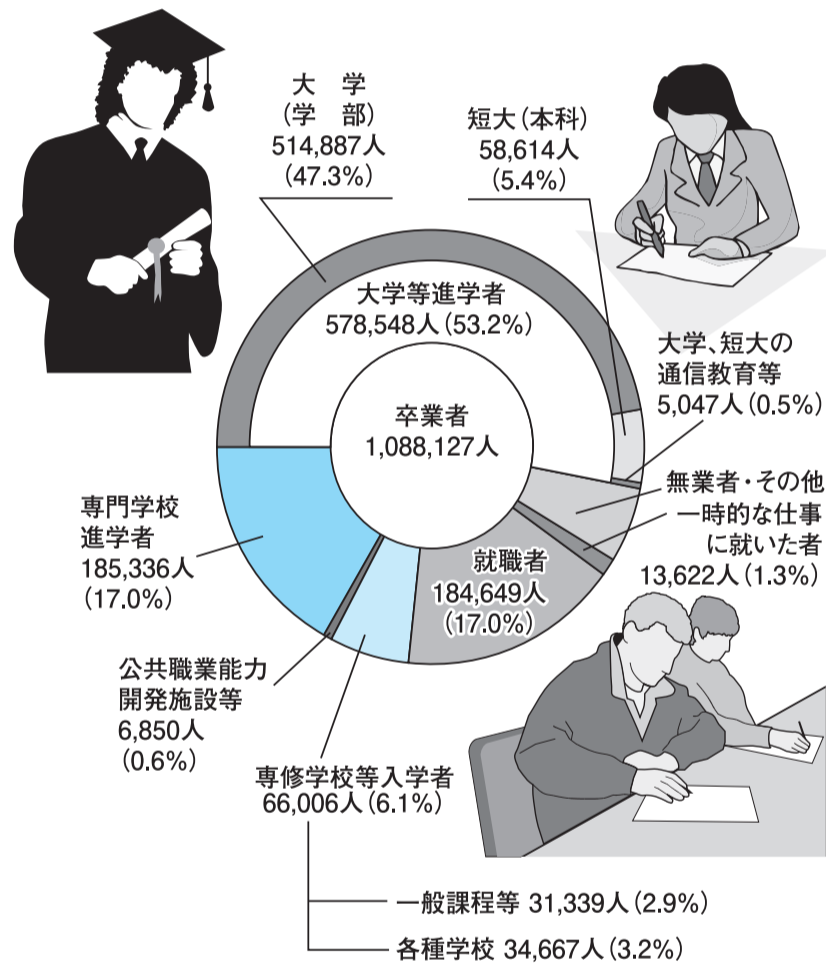 大　学
(学　部)
514,887人
(47.3%)
短大(本科)
58,614人
(5.4%)
大学等進学者
578,548人(53.2%)
大学、短大の
通信教育等
5,047人(0.5%)
卒業者
1,088,127人
無業者・その他
一時的な仕事
に就いた者
13,622人(1.3%)
専門学校
進学者
185,336人
(17.0%)
就職者
184,649人
(17.0%)
公共職業能力
開発施設等
6,850人
(0.6%)
専修学校等入学者
66,006人(6.1%)
一般課程等 31,339人(2.9%)
各種学校 34,667人(3.2%)